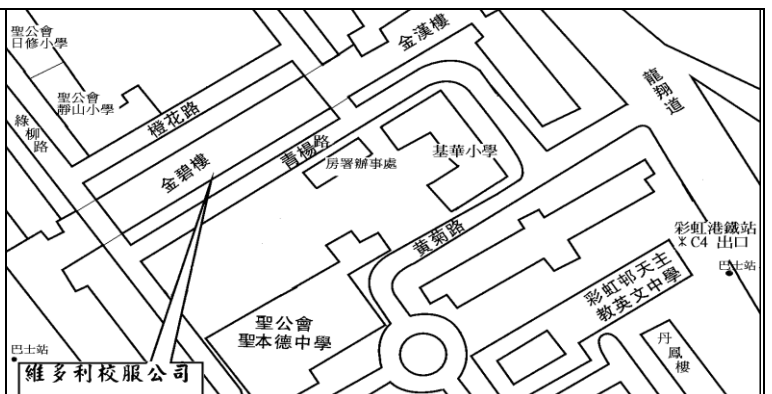 聖公會
日修小學
金漢樓
龍翔道
聖公會
靜山小學
橙花路
綠柳路
青楊路
基華小學
房署辦事處
金碧樓
黄菊路
彩虹港鐵站
C4 出口
巴士站
彩虹邨天主
教英文中學
聖公會
聖本德中學
丹鳳樓
巴士站
維多利校服公司